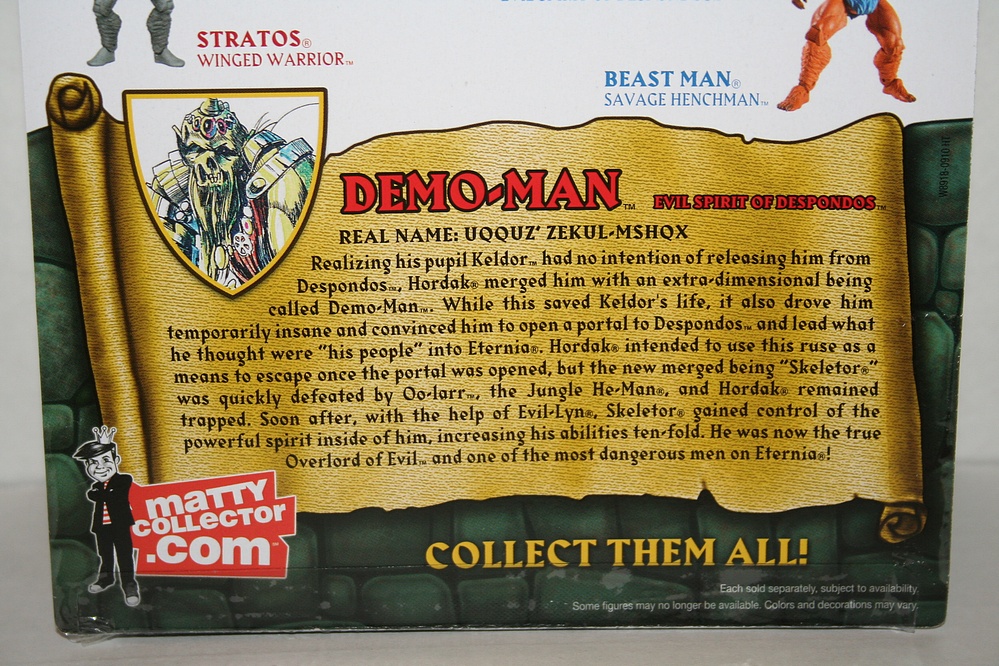 STRATOS®
WINGED WARRIOR™
BEAST MAN®
SAVAGE HENCHMAN™
DEMO-MAN™ EVIL SPIRIT OF DESPONDOS™
REAL NAME: UQQUZ' ZEKUL-MSHQX
Realizing his pupil Keldor™ had no intention of releasing him from
Despondos™, Hordak® merged him with an extra-dimensional being
called Demo-Man™. While this saved Keldor's life, it also drove him
temporarily insane and convinced him to open a portal to Despondos™ and lead what
he thought were "his people" into Eternia®. Hordak® intended to use this ruse as a
means to escape once the portal was opened, but the new merged being "Skeletor®"
was quickly defeated by Oo-larr™, the Jungle He-Man®, and Hordak® remained
trapped. Soon after, with the help of Evil-Lyn®, Skeletor® gained control of the
powerful spirit inside of him, increasing his abilities ten-fold. He was now the true
Overlord of Evil™ and one of the most dangerous men on Eternia®!
matty
COLLECTOR
.com™
COLLECT THEM ALL!
Each sold separately, subject to availability.
Some figures may no longer be available. Colors and decorations may vary.